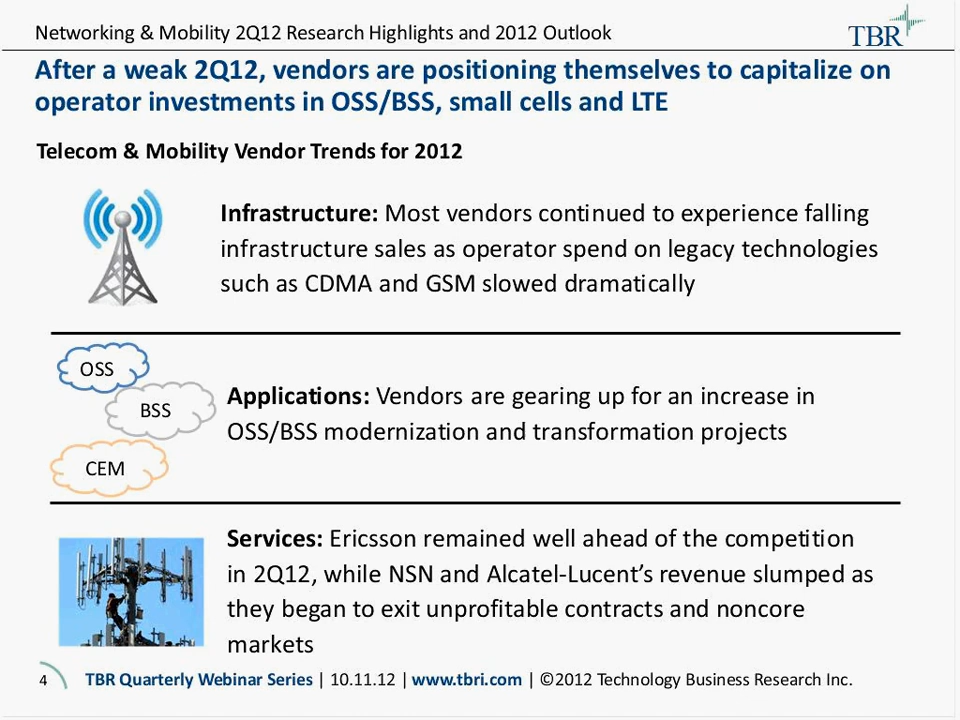 Networking & Mobility 2Q12 Research Highlights and 2012 Outlook
TBR
After a weak 2Q12, vendors are positioning themselves to capitalize on
operator investments in OSS/BSS, small cells and LTE
Telecom & Mobility Vendor Trends for 2012
Infrastructure: Most vendors continued to experience falling
infrastructure sales as operator spend on legacy technologies
such as CDMA and GSM slowed dramatically
OSS
BSS
CEM
Applications: Vendors are gearing up for an increase in
OSS/BSS modernization and transformation projects
Services: Ericsson remained well ahead of the competition
in 2Q12, while NSN and Alcatel-Lucent’s revenue slumped as
they began to exit unprofitable contracts and noncore
markets
4 TBR Quarterly Webinar Series | 10.11.12 | www.tbri.com | ©2012 Technology Business Research Inc.